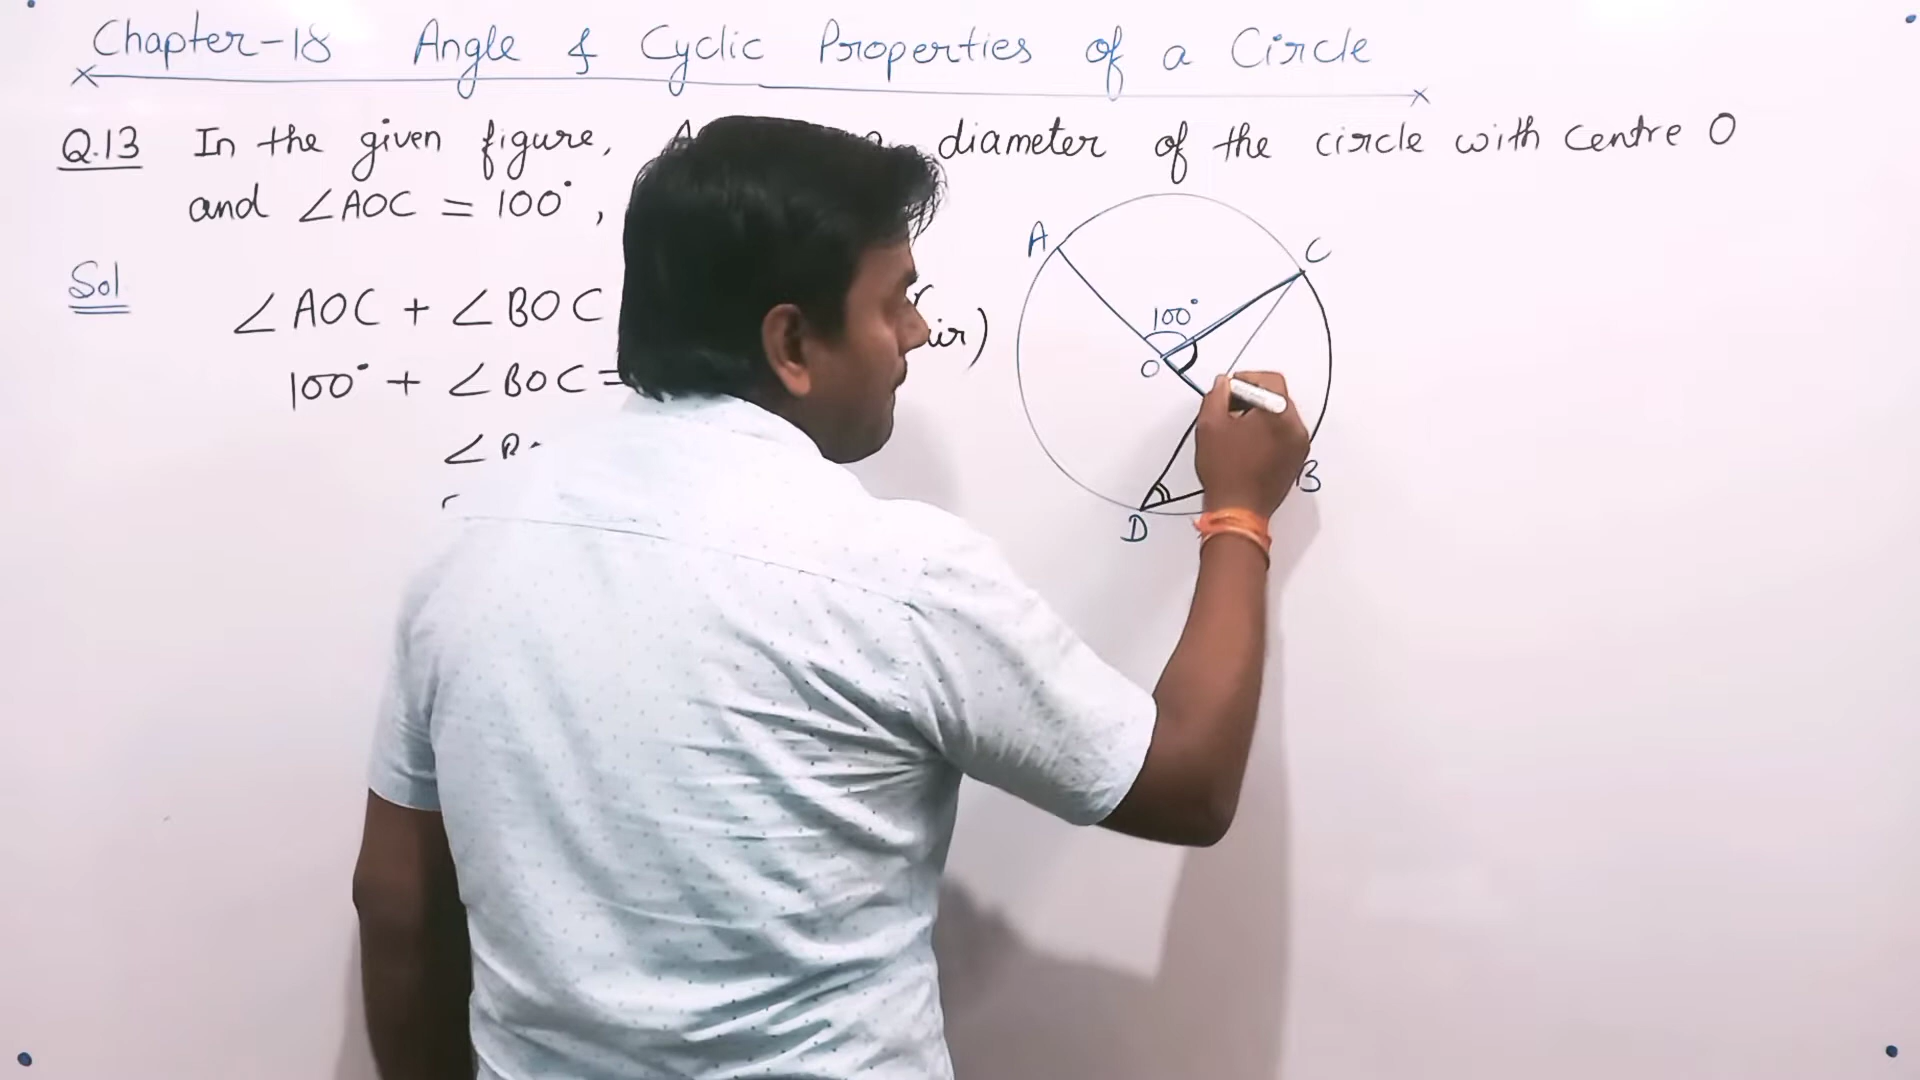 Chapter-18 Angle & Cyclic Properties of a Circle
Q.13 In the given figure, diameter of the circle with centre O
and ∠AOC = 100°,
Sol
∠AOC + ∠BOC
100° + ∠BOC =
∠
A
C
100°
O
B
D